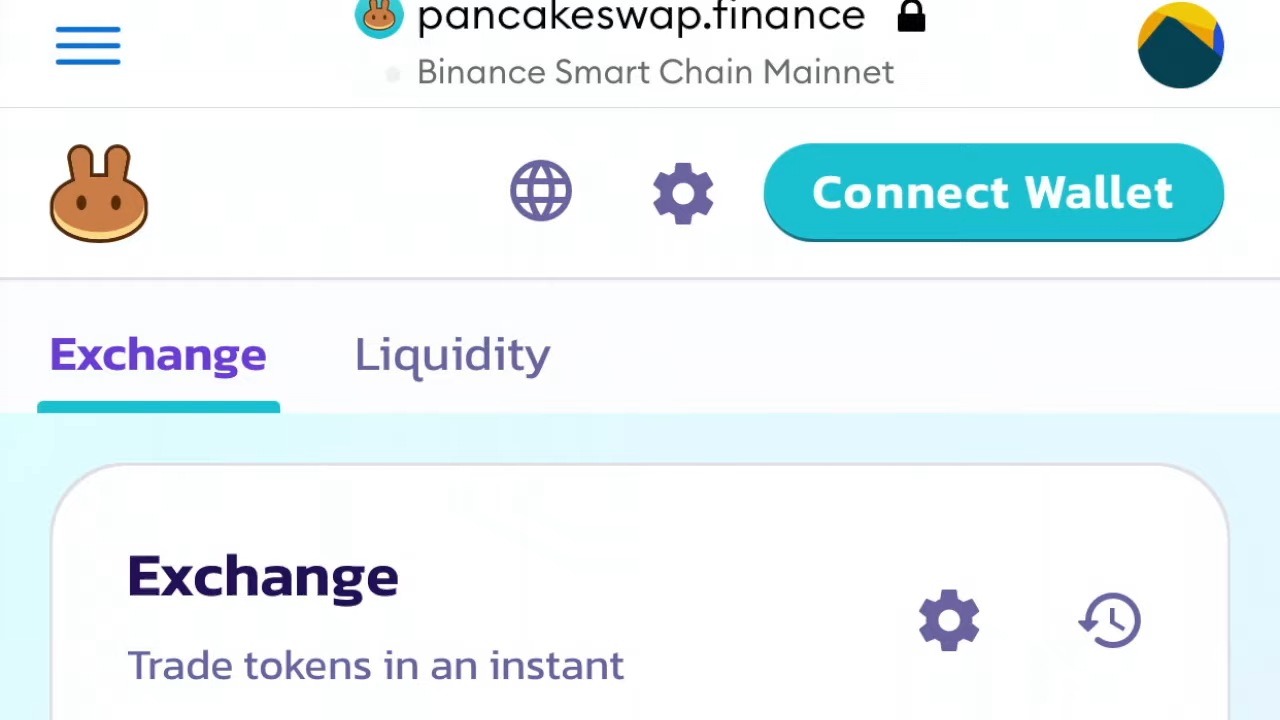 pancakeswap.finance
Binance Smart Chain Mainnet
Connect Wallet
Exchange Liquidity
Exchange
Trade tokens in an instant